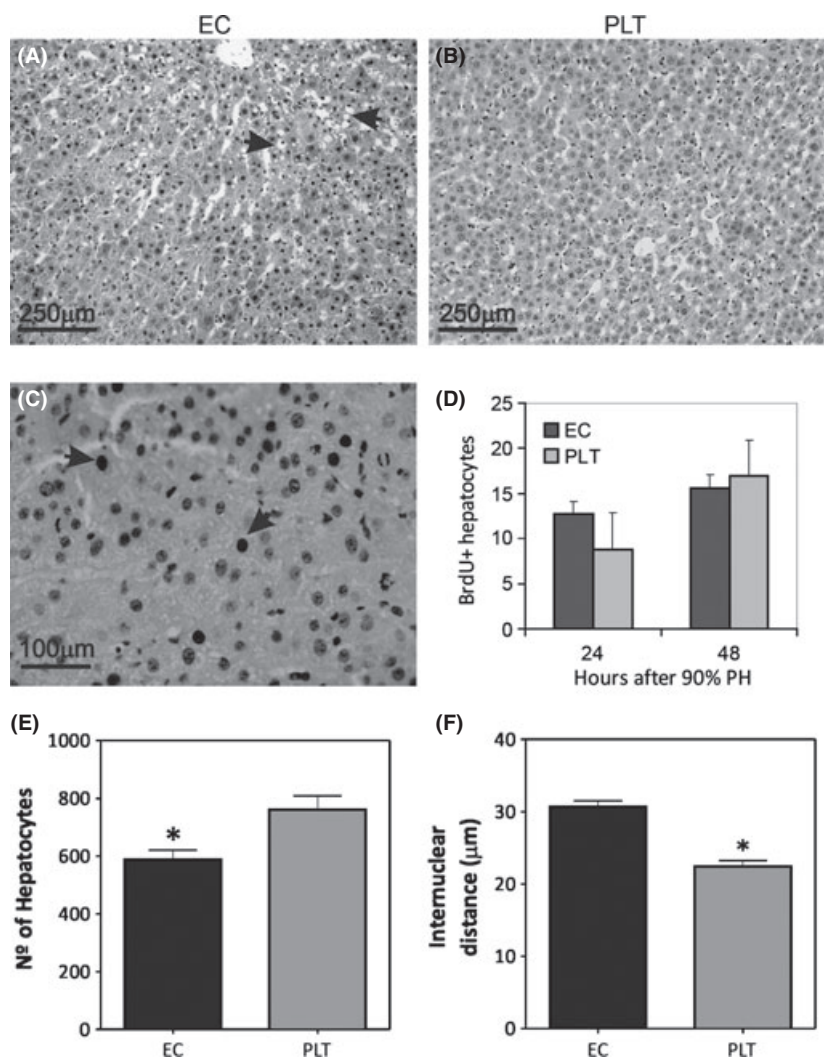 EC
PLT
(A)
250μm
(B)
250μm
(C)
100μm
(D)
EC
PLT
BrdU+ hepatocytes
25
20
15
10
5
0
24
48
Hours after 90% PH
(E)
Nº of Hepatocytes
1000
800
600
400
200
0
*
EC
PLT
(F)
Internuclear
distance (μm)
40
30
20
10
0
*
EC
PLT